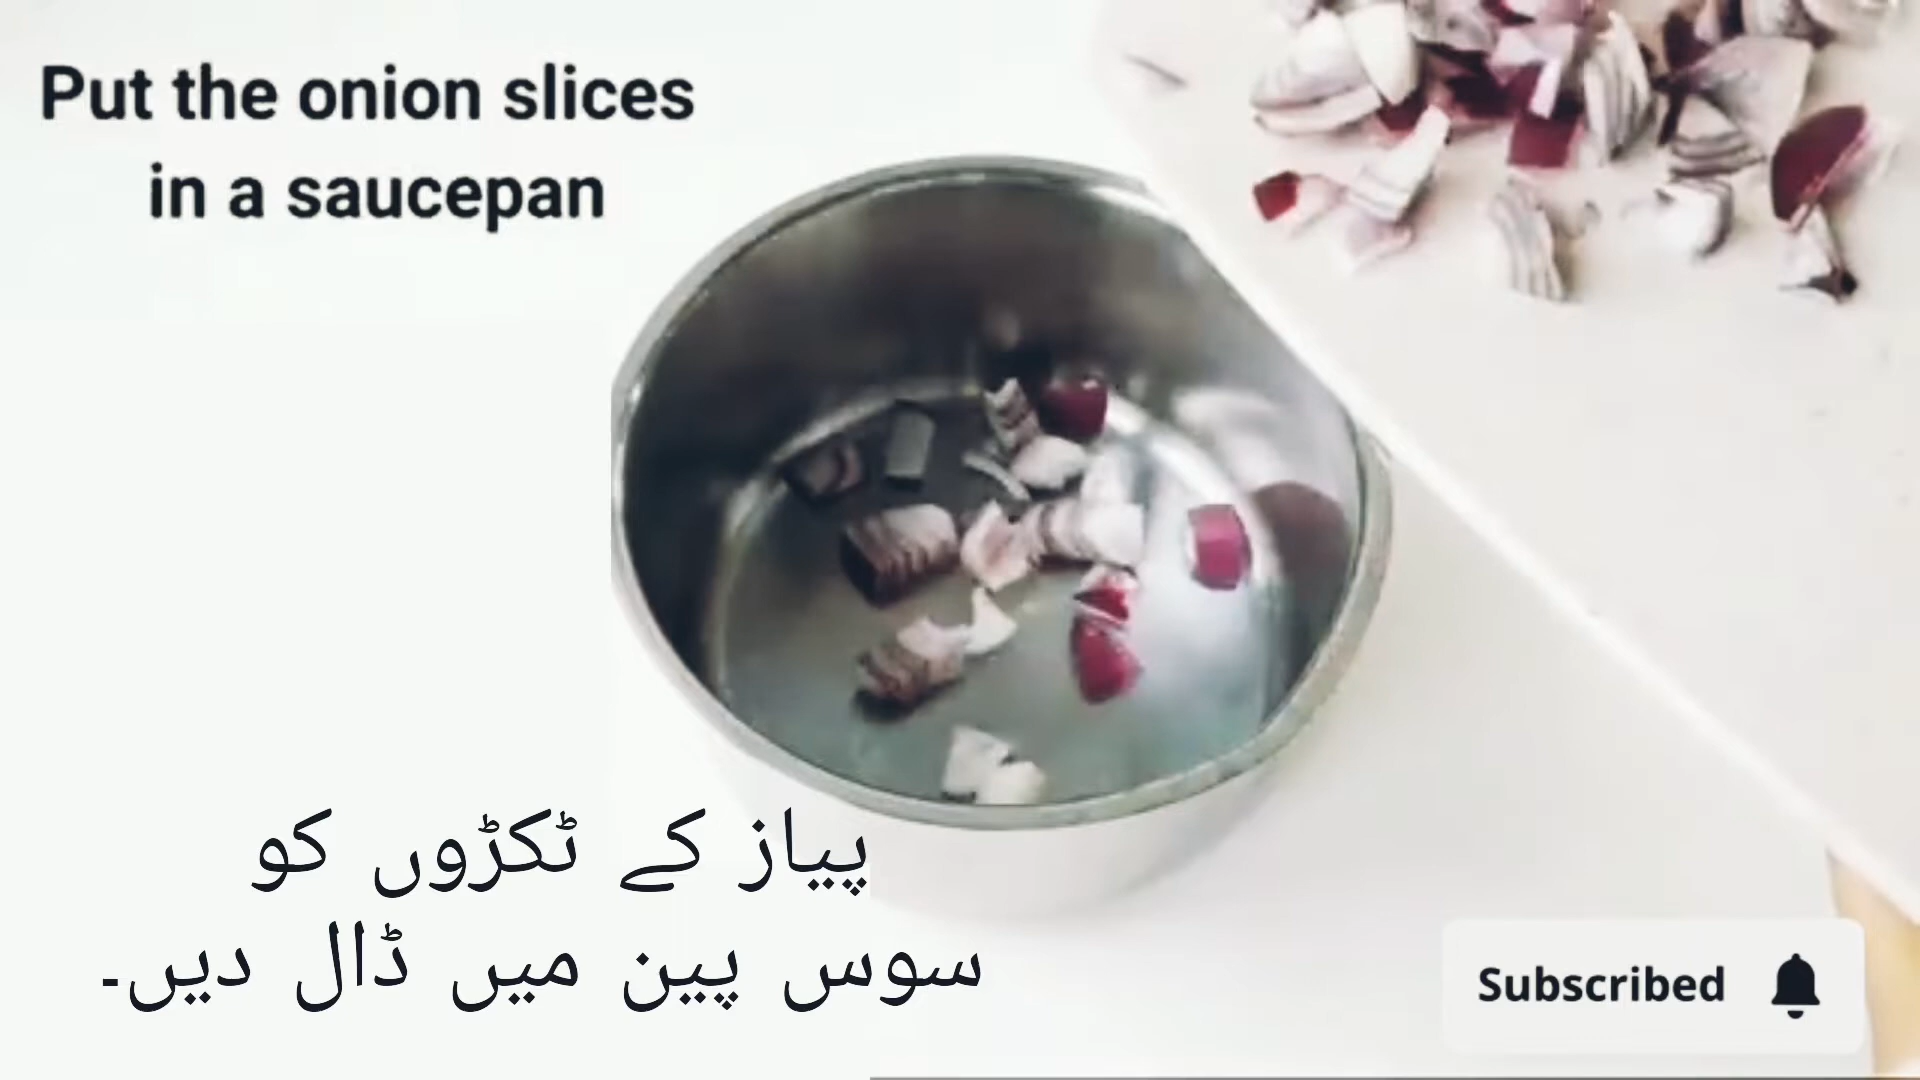 Put the onion slices
in a saucepan
پیاز کے ٹکڑوں کو
سوس پین میں ڈال دیں۔
Subscribed